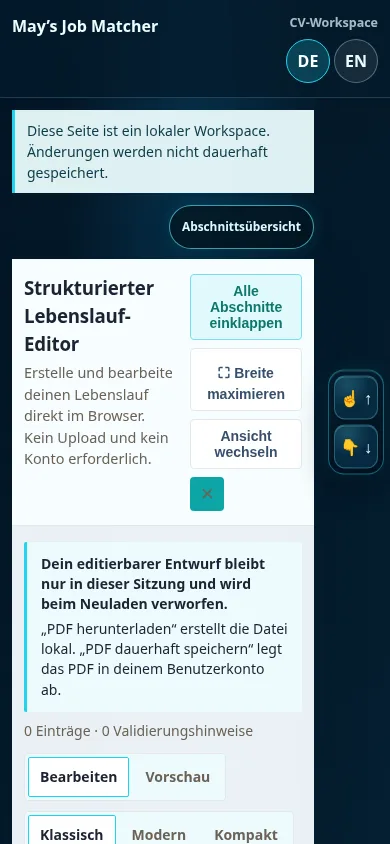 May’s Job Matcher
CV-Workspace
DE
EN
Diese Seite ist ein lokaler Workspace.
Änderungen werden nicht dauerhaft
gespeichert.
Abschnittsübersicht
Strukturierter
Lebenslauf-
Editor
Erstelle und bearbeite
deinen Lebenslauf
direkt im Browser.
Kein Upload und kein
Konto erforderlich.
Alle
Abschnitte
einklappen
⛶ Breite
maximieren
Ansicht
wechseln
✕
☝ ↑
👇 ↓
Dein editierbarer Entwurf bleibt
nur in dieser Sitzung und wird
beim Neuladen verworfen.
„PDF herunterladen“ erstellt die Datei
lokal. „PDF dauerhaft speichern“ legt
das PDF in deinem Benutzerkonto
ab.
0 Einträge · 0 Validierungshinweise
Bearbeiten
Vorschau
Klassisch
Modern
Kompakt